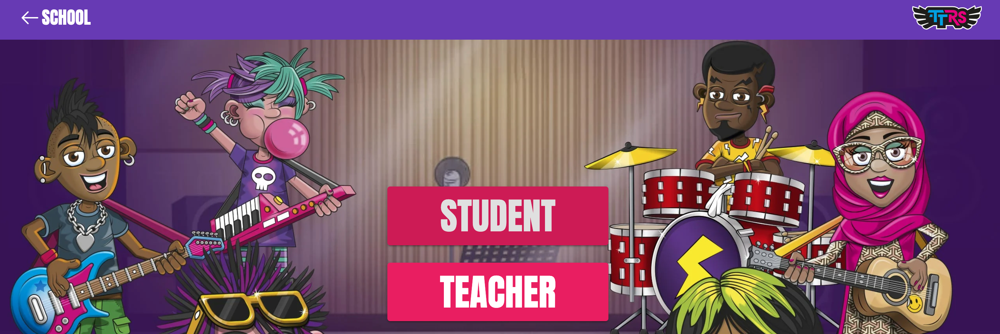 SCHOOL
TTRS
STUDENT
TEACHER